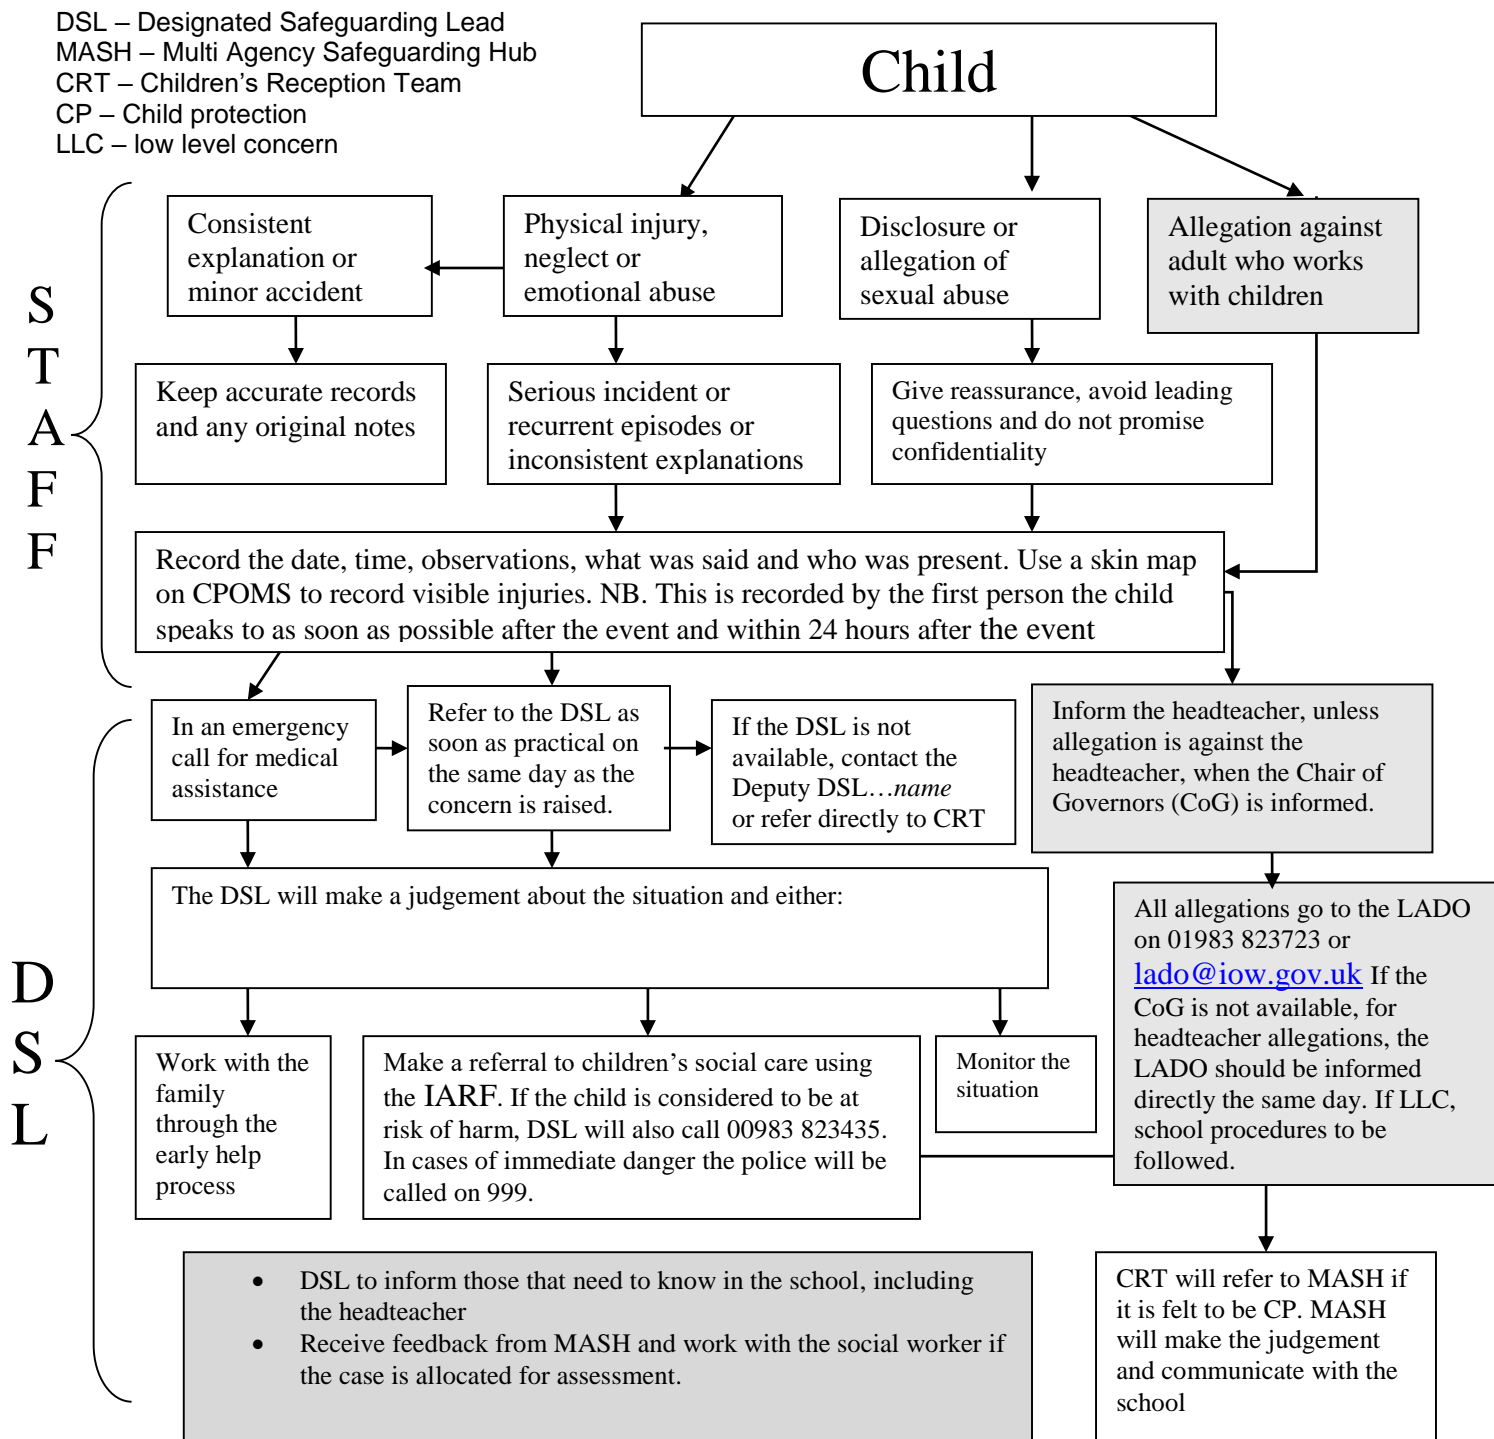 DSL – Designated Safeguarding Lead
MASH – Multi Agency Safeguarding Hub
CRT – Children's Reception Team
CP – Child protection
LLC – low level concern
Child
S
T
A
F
F
Consistent
explanation or
minor accident
Physical injury,
neglect or
emotional abuse
Disclosure or
allegation of
sexual abuse
Allegation against
adult who works
with children
Keep accurate records
and any original notes
Serious incident or
recurrent episodes or
inconsistent explanations
Give reassurance, avoid leading
questions and do not promise
confidentiality
Record the date, time, observations, what was said and who was present. Use a skin map
on CPOMS to record visible injuries. NB. This is recorded by the first person the child
speaks to as soon as possible after the event and within 24 hours after the event
D
S
L
In an emergency
call for medical
assistance
Refer to the DSL as
soon as practical on
the same day as the
concern is raised.
If the DSL is not
available, contact the
Deputy DSL…name
or refer directly to CRT
Inform the headteacher, unless
allegation is against the
headteacher, when the Chair of
Governors (CoG) is informed.
The DSL will make a judgement about the situation and either:
All allegations go to the LADO
on 01983 823723 or
lado@iow.gov.uk If the
CoG is not available, for
headteacher allegations, the
LADO should be informed
directly the same day. If LLC,
school procedures to be
followed.
Work with the
family
through the
early help
process
Make a referral to children's social care using
the IARF. If the child is considered to be at
risk of harm, DSL will also call 00983 823435.
In cases of immediate danger the police will be
called on 999.
Monitor the
situation
• DSL to inform those that need to know in the school, including
the headteacher
• Receive feedback from MASH and work with the social worker if
the case is allocated for assessment.
CRT will refer to MASH if
it is felt to be CP. MASH
will make the judgement
and communicate with the
school